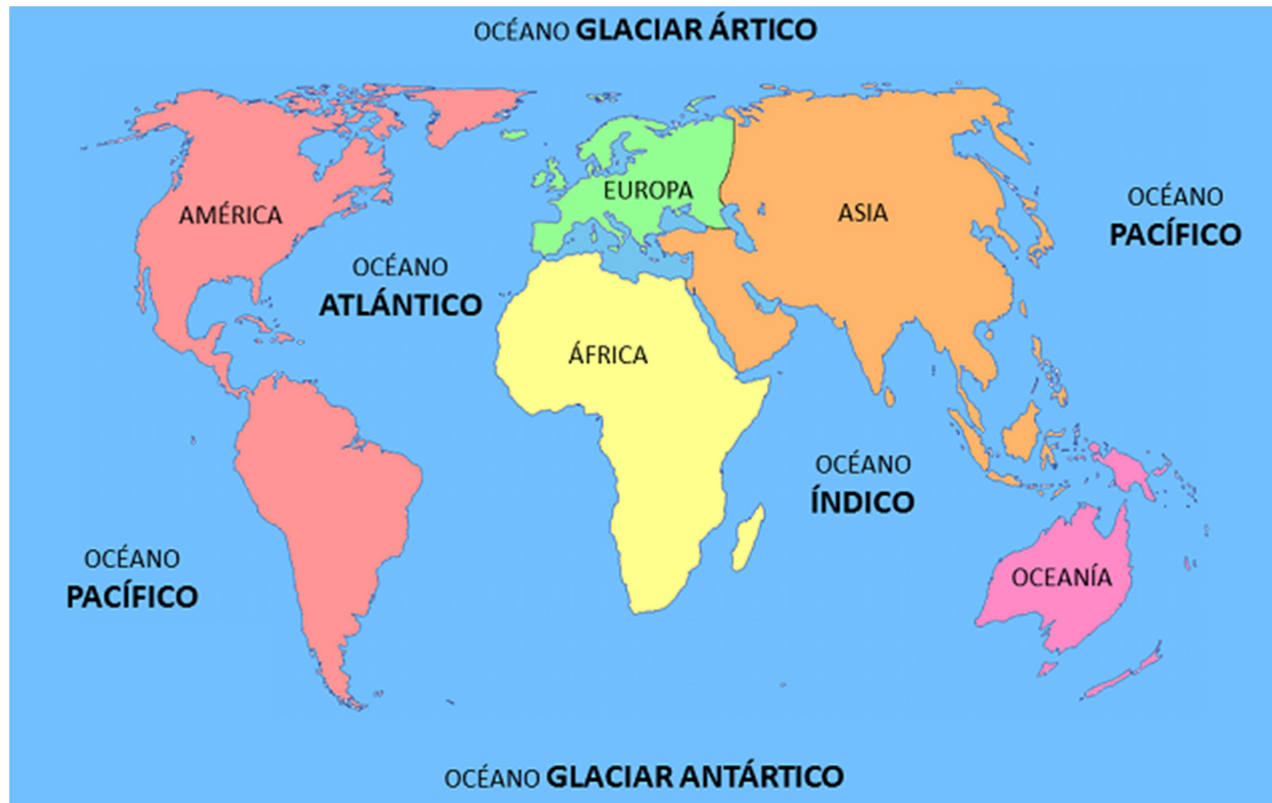 OCÉANO GLACIAR ÁRTICO
EUROPA
AMÉRICA
ASIA
OCÉANO
PACÍFICO
OCÉANO
ATLÁNTICO
ÁFRICA
OCÉANO
ÍNDICO
OCÉANO
PACÍFICO
OCEANÍA
OCÉANO GLACIAR ANTÁRTICO